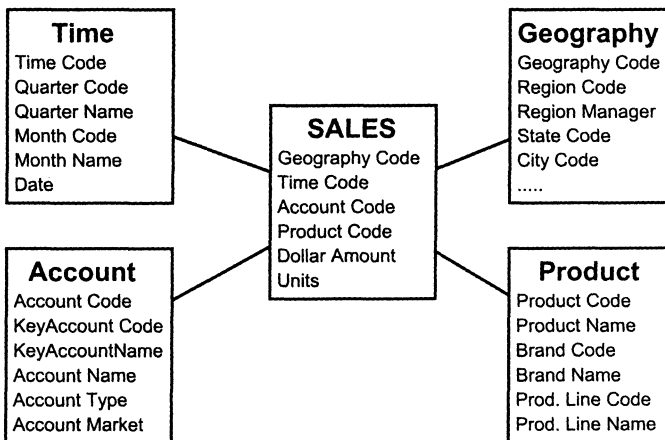 Time
Time Code
Quarter Code
Quarter Name
Month Code
Month Name
Date
Geography
Geography Code
Region Code
Region Manager
State Code
City Code
.....
SALES
Geography Code
Time Code
Account Code
Product Code
Dollar Amount
Units
Account
Account Code
KeyAccount Code
KeyAccountName
Account Name
Account Type
Account Market
Product
Product Code
Product Name
Brand Code
Brand Name
Prod. Line Code
Prod. Line Name